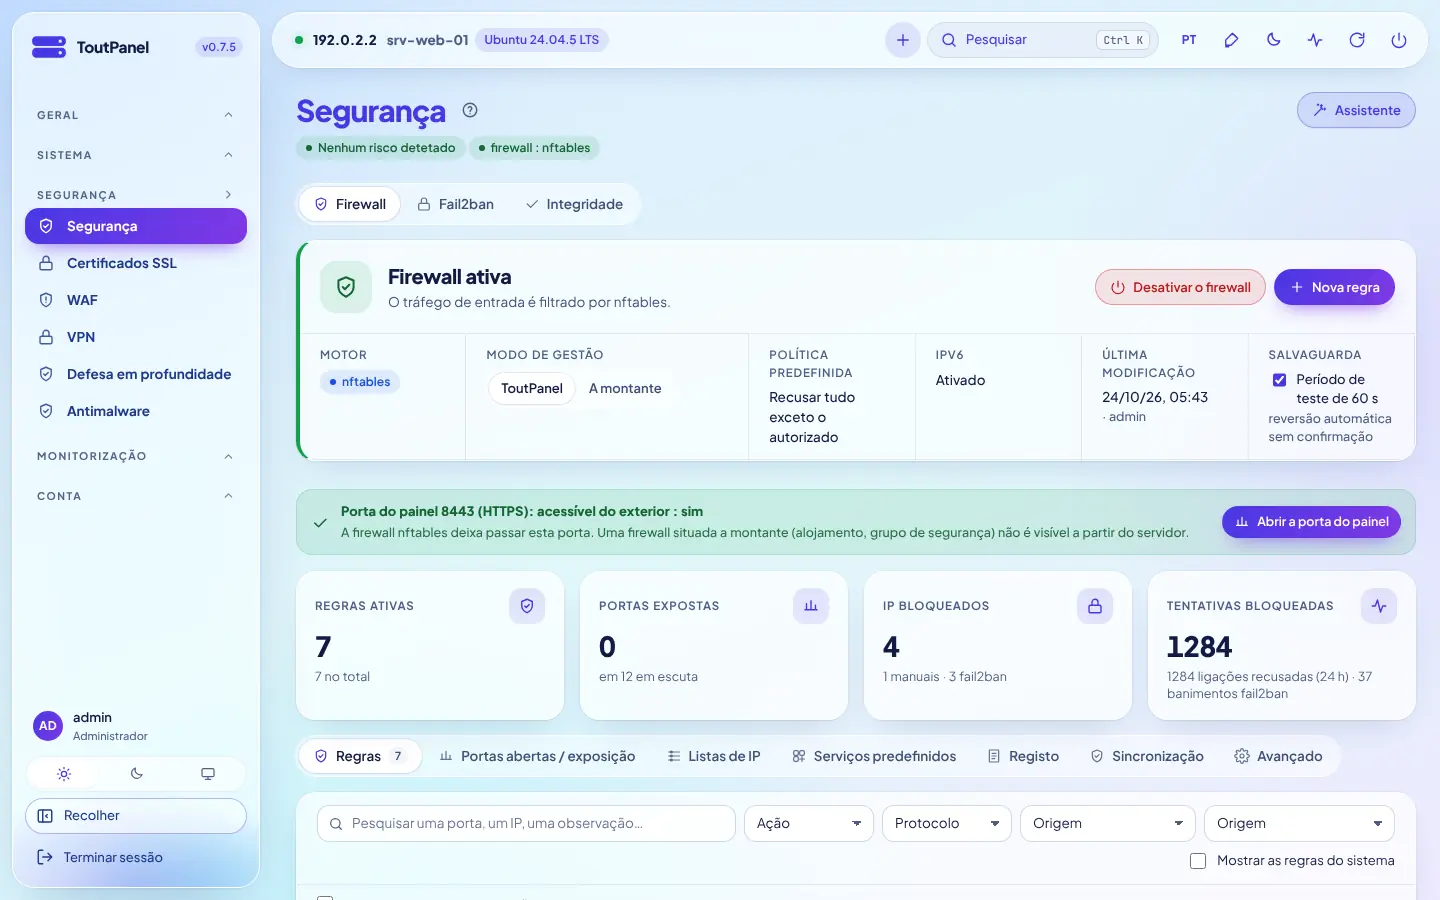 ToutPanel
v0.7.5
GERAL
SISTEMA
SEGURANÇA
Segurança
Certificados SSL
WAF
VPN
Defesa em profundidade
Antimalware
MONITORIZAÇÃO
CONTA
AD
admin
Administrador
Recolher
Terminar sessão
192.0.2.2 srv-web-01 Ubuntu 24.04.5 LTS
Pesquisar Ctrl K PT
Segurança
Assistente
Nenhum risco detetado firewall : nftables
Firewall Fail2ban Integridade
Firewall ativa
O tráfego de entrada é filtrado por nftables.
Desativar o firewall Nova regra
MOTOR
nftables
MODO DE GESTÃO
ToutPanel A montante
POLÍTICA
PREDEFINIDA
Recusar tudo
exceto o
autorizado
IPV6
Ativado
ÚLTIMA
MODIFICAÇÃO
24/10/26, 05:43
· admin
SALVAGUARDA
Período de
teste de 60 s
reversão automática
sem confirmação
Porta do painel 8443 (HTTPS): acessível do exterior : sim
A firewall nftables deixa passar esta porta. Uma firewall situada a montante (alojamento, grupo de segurança) não é visível a partir do servidor.
Abrir a porta do painel
REGRAS ATIVAS
7
7 no total
PORTAS EXPOSTAS
0
em 12 em escuta
IP BLOQUEADOS
4
1 manuais · 3 fail2ban
TENTATIVAS BLOQUEADAS
1284
1284 ligações recusadas (24 h) · 37
banimentos fail2ban
Regras 7 Portas abertas / exposição Listas de IP Serviços predefinidos Registo Sincronização Avançado
Pesquisar uma porta, um IP, uma observação... Ação Protocolo Origem Origem
Mostrar as regras do sistema